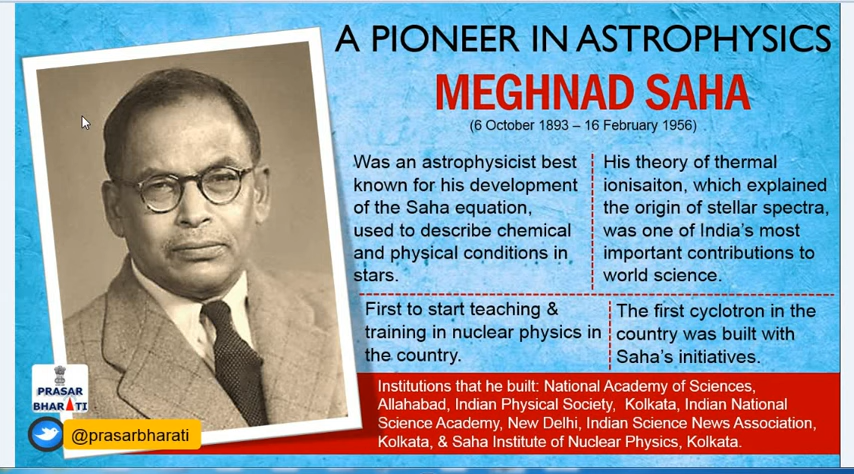 A PIONEER IN ASTROPHYSICS
MEGHNAD SAHA
(6 October 1893 – 16 February 1956)
Was an astrophysicist best
known for his development
of the Saha equation,
used to describe chemical
and physical conditions in
stars.
His theory of thermal
ionisaiton, which explained
the origin of stellar spectra,
was one of India's most
important contributions to
world science.
First to start teaching &
training in nuclear physics in
the country.
The first cyclotron in the
country was built with
Saha's initiatives.
Institutions that he built: National Academy of Sciences,
Allahabad, Indian Physical Society, Kolkata, Indian National
Science Academy, New Delhi, Indian Science News Association,
Kolkata, & Saha Institute of Nuclear Physics, Kolkata.
PRASAR
BHARATI
@prasarbharati